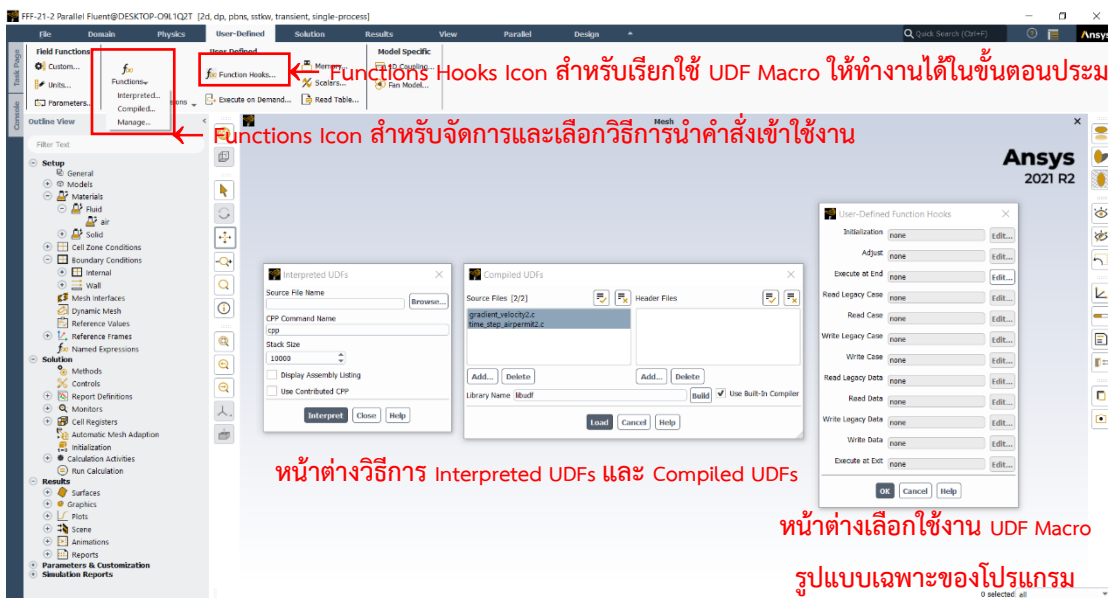 FFF-21-2 Parallel Fluent@DESKTOP-O9L1Q2T [2d, dp, pbns, sstkw, transient, single-process]
File Domain Physics User-Defined Solution Results View Parallel Design
Quick Search (Ctrl+F)
Ansys
Task Page
Console
Field Functions
Custom...
Units...
Parameters...
Functions
Interpreted...
Compiled...
Manage...
User Defined
Function Hooks...
Execute on Demand...
Memory...
Scalars...
Read Table...
Model Specific
1D Coupling...
Fan Model...
Functions Hooks Icon สำหรับเรียกใช้ UDF Macro ให้ทำงานได้ในขั้นตอนประม
Functions Icon สำหรับจัดการและเลือกวิธีการนำคำสั่งเข้าใช้งาน
Outline View
Filter Text
Setup
General
Models
Materials
Fluid
air
Solid
Cell Zone Conditions
Boundary Conditions
Internal
Wall
Mesh Interfaces
Dynamic Mesh
Reference Values
Reference Frames
Named Expressions
Solution
Methods
Controls
Report Definitions
Monitors
Cell Registers
Automatic Mesh Adaption
Initialization
Calculation Activities
Run Calculation
Results
Surfaces
Graphics
Plots
Scene
Animations
Reports
Parameters & Customization
Simulation Reports
Mesh
Ansys
2021 R2
Interpreted UDFs
Source File Name
Browse...
CPP Command Name
cpp
Stack Size
10000
Display Assembly Listing
Use Contributed CPP
Interpret Close Help
Compiled UDFs
Source Files [2/2]
Header Files
gradient_velocity2.c
time_step_airpermit2.c
Add... Delete
Add... Delete
Library Name libudf
Build
Use Built-In Compiler
Load Cancel Help
หน้าต่างวิธีการ Interpreted UDFs และ Compiled UDFs
User-Defined Function Hooks
Initialization none Edit...
Adjust none Edit...
Execute at End none Edit...
Read Legacy Case none Edit...
Read Case none Edit...
Write Legacy Case none Edit...
Write Case none Edit...
Read Legacy Data none Edit...
Read Data none Edit...
Write Legacy Data none Edit...
Write Data none Edit...
Execute at Exit none Edit...
OK Cancel Help
หน้าต่างเลือกใช้งาน UDF Macro
รูปแบบเฉพาะของโปรแกรม
0 selected all